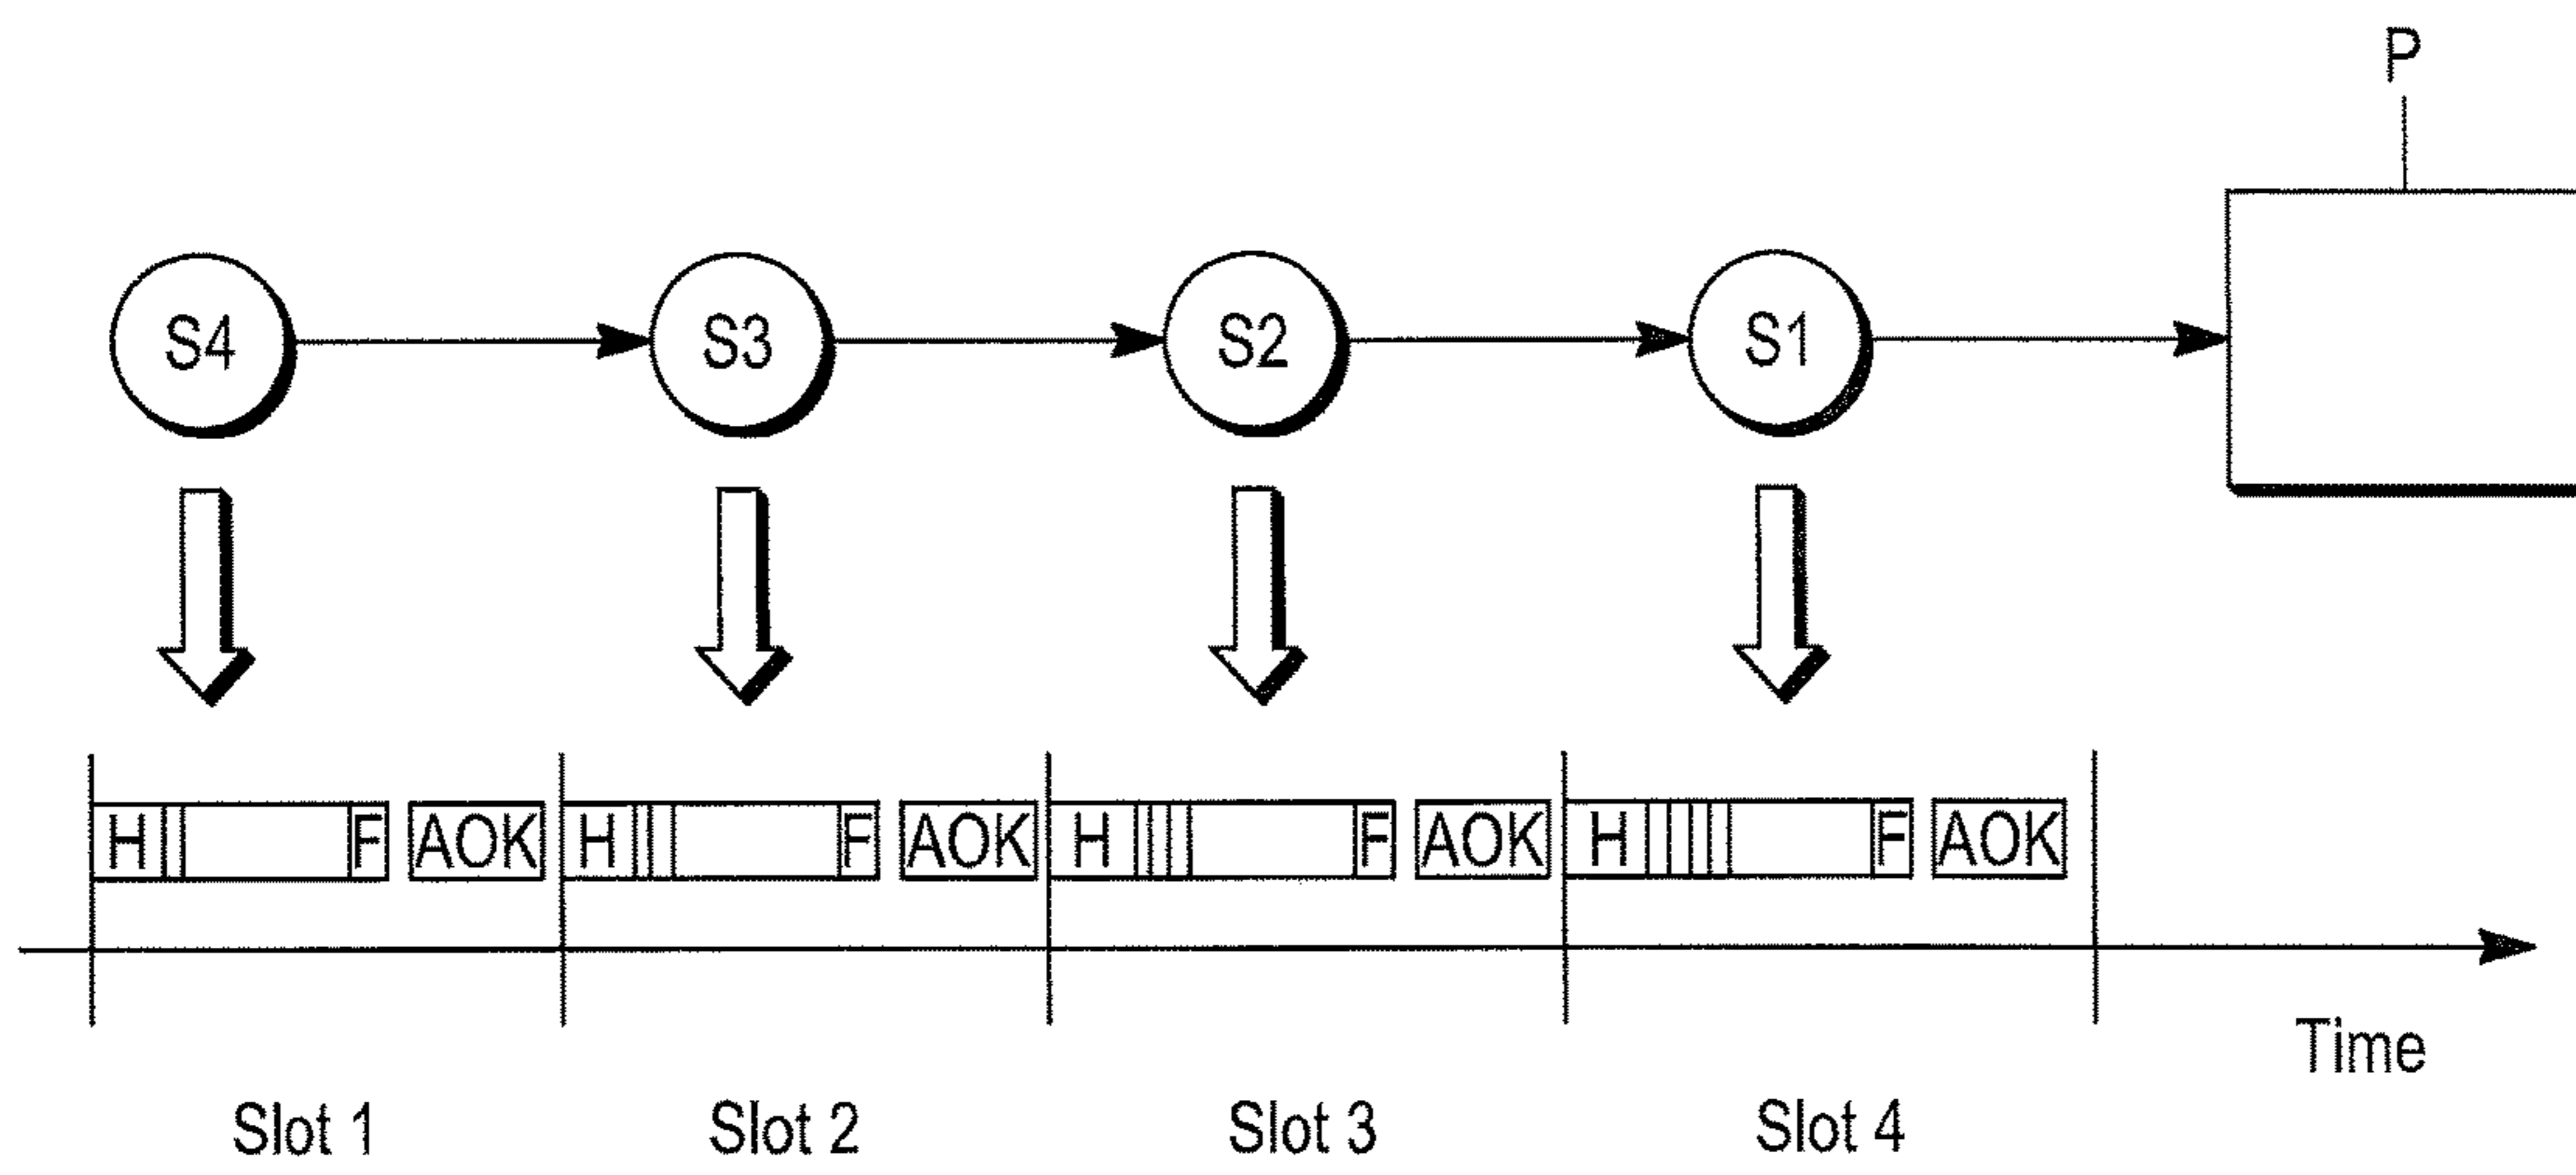 P
S4 S3 S2 S1
H F AOK H F AOK H F AOK H F AOK
Time
Slot 1 Slot 2 Slot 3 Slot 4